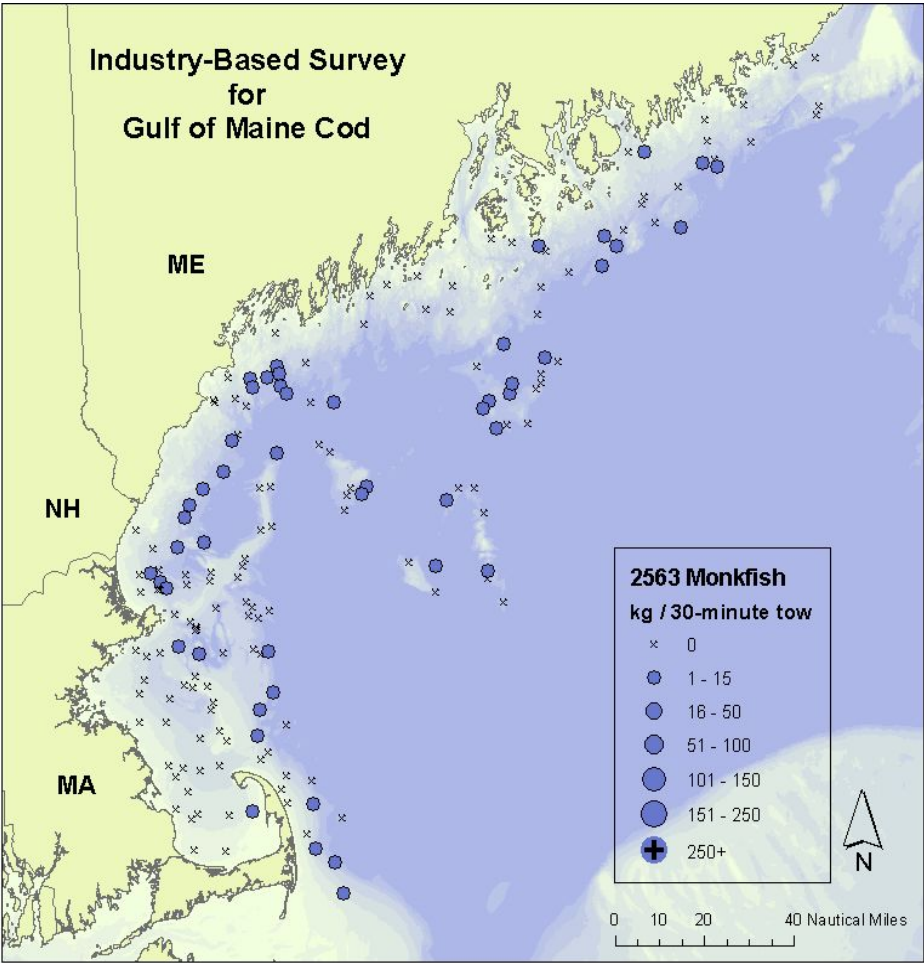 Industry-Based Survey
for
Gulf of Maine Cod
ME
NH
MA
2563 Monkfish
kg / 30-minute tow
0
1 - 15
16 - 50
51 - 100
101 - 150
151 - 250
250+
N
0 10 20 40 Nautical Miles